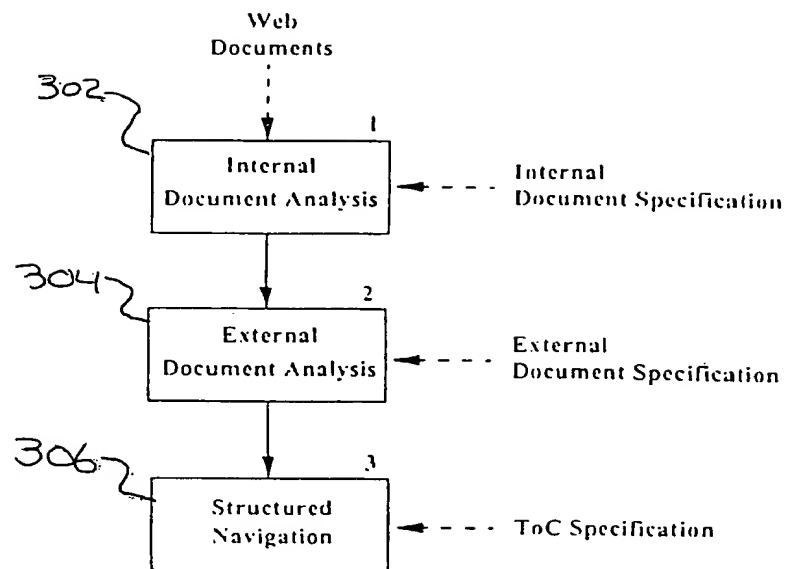 Web
Documents
302
1
Internal
Document Analysis
Internal
Document Specification
304
2
External
Document Analysis
External
Document Specification
306
3
Structured
Navigation
ToC Specification